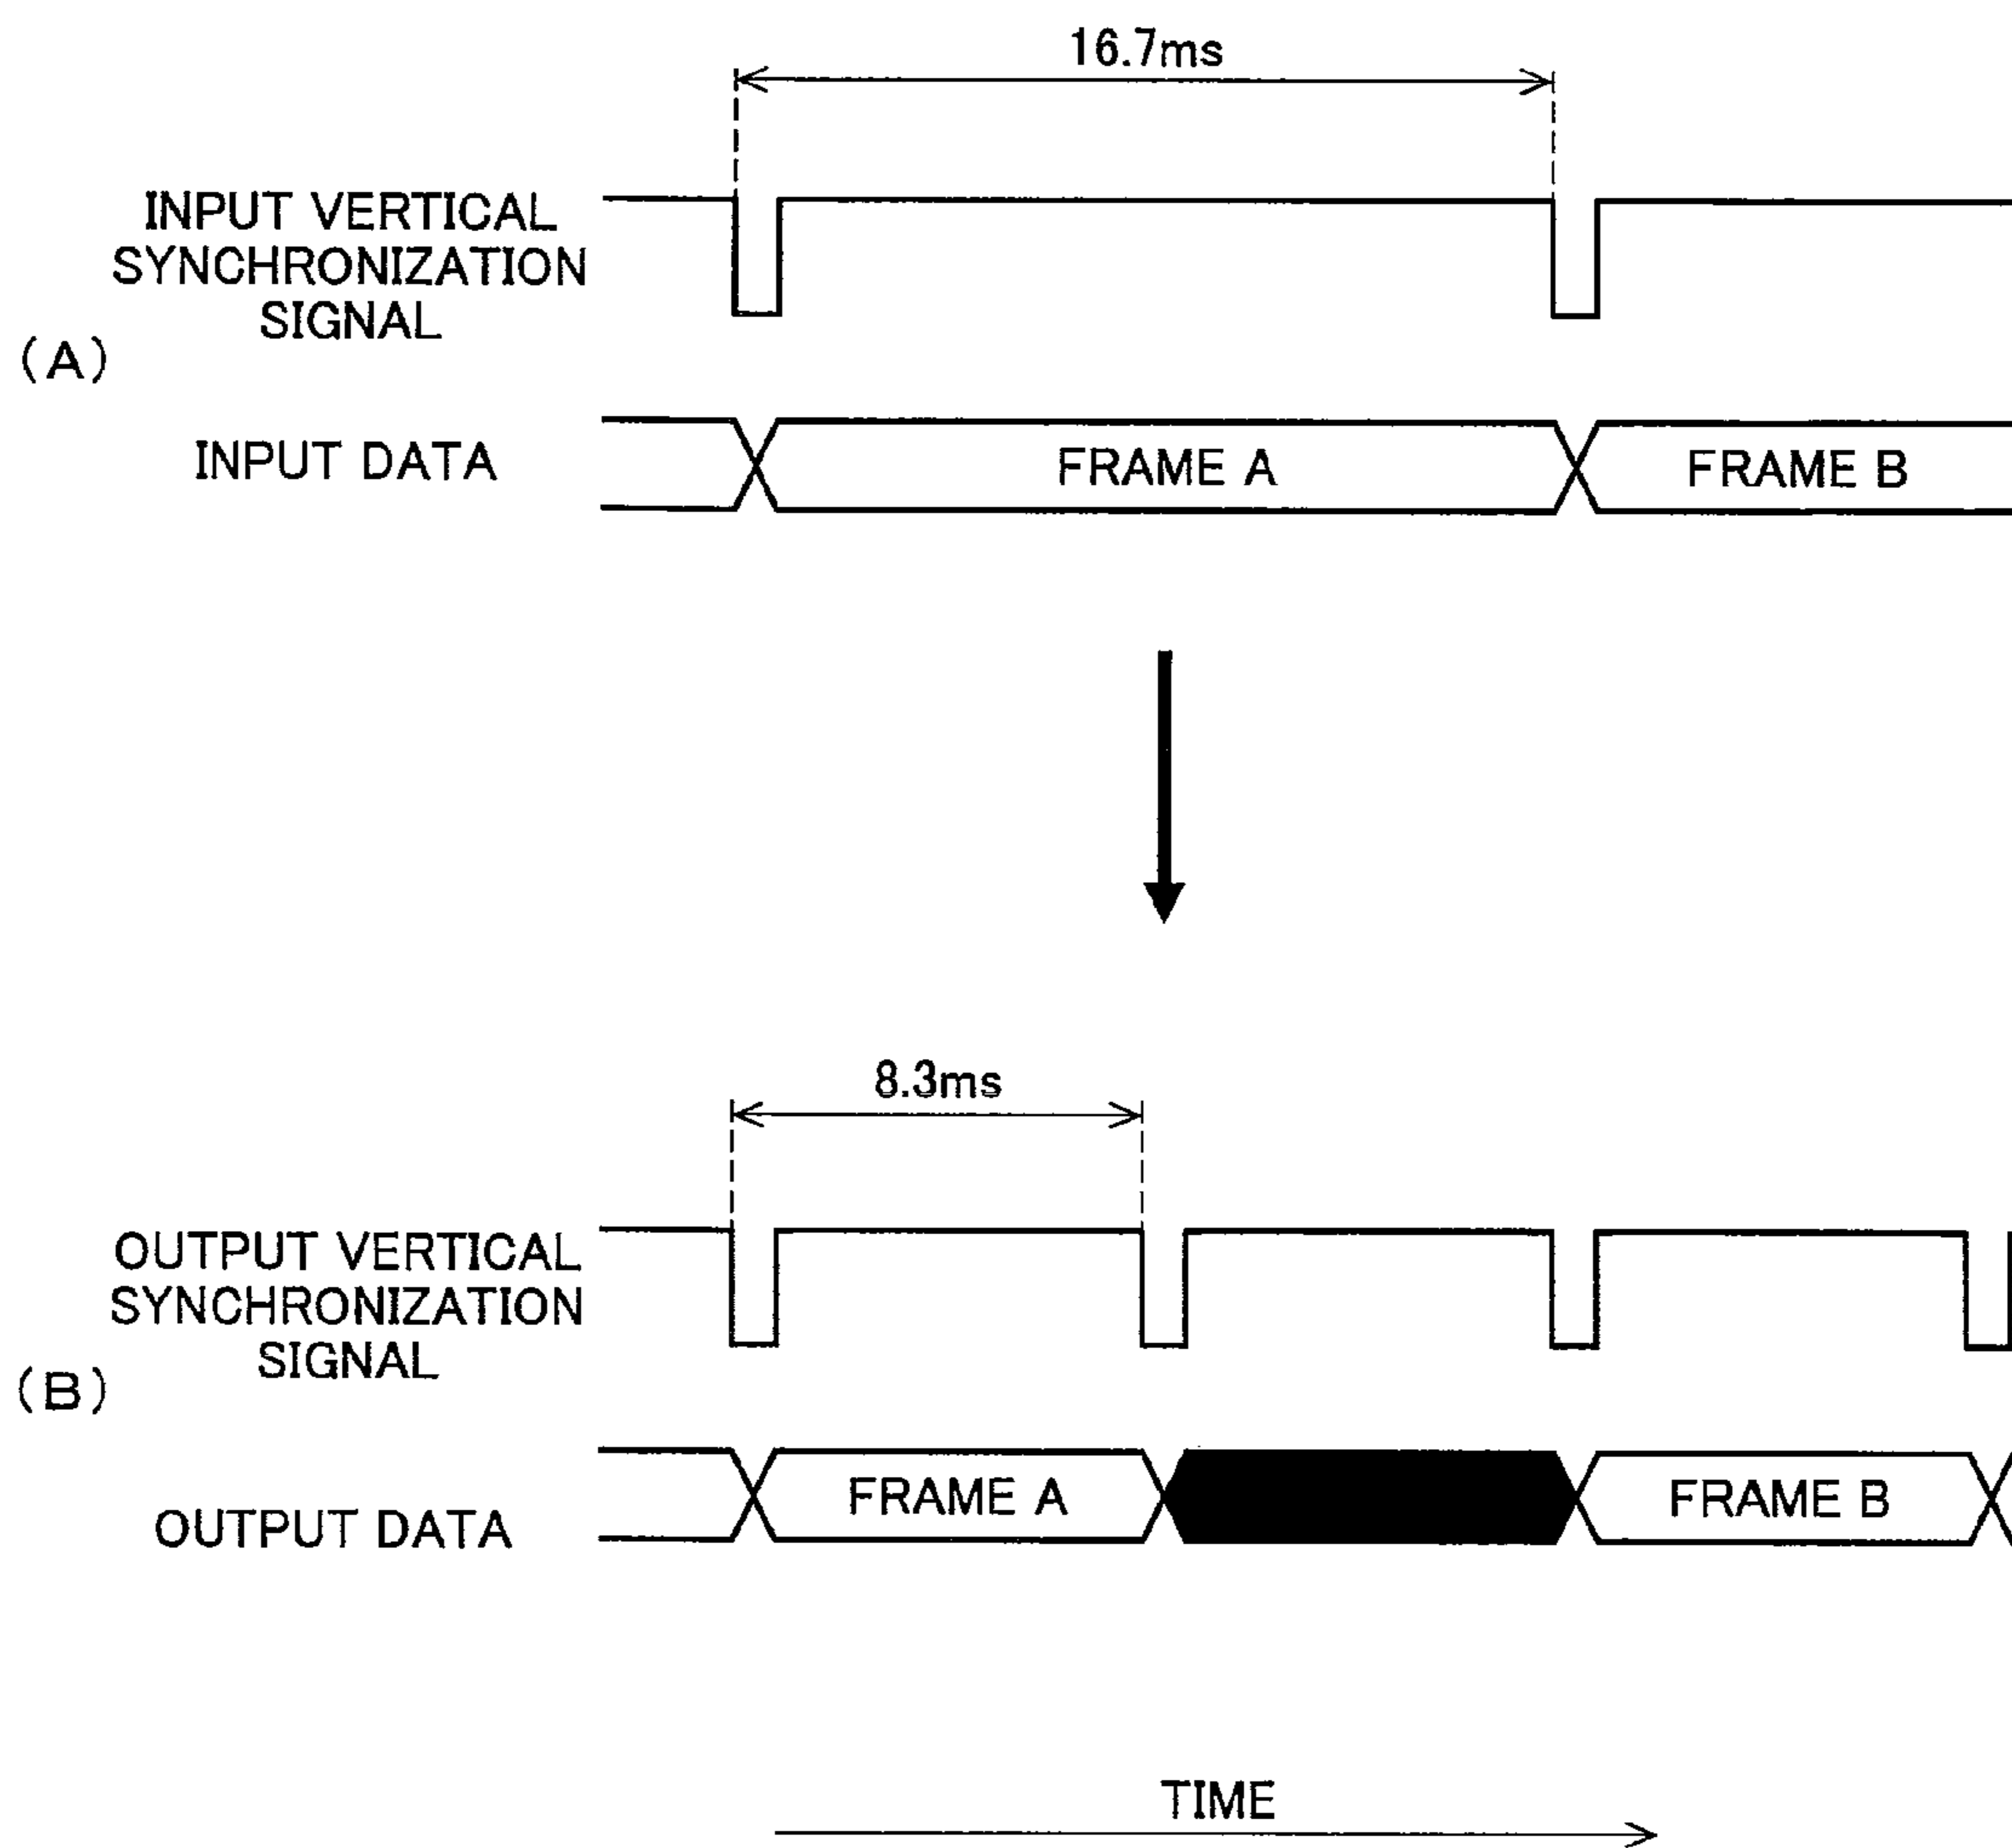 16.7ms
INPUT VERTICAL
SYNCHRONIZATION
SIGNAL
(A)
INPUT DATA
FRAME A
FRAME B
8.3ms
OUTPUT VERTICAL
SYNCHRONIZATION
SIGNAL
(B)
OUTPUT DATA
FRAME A
FRAME B
TIME